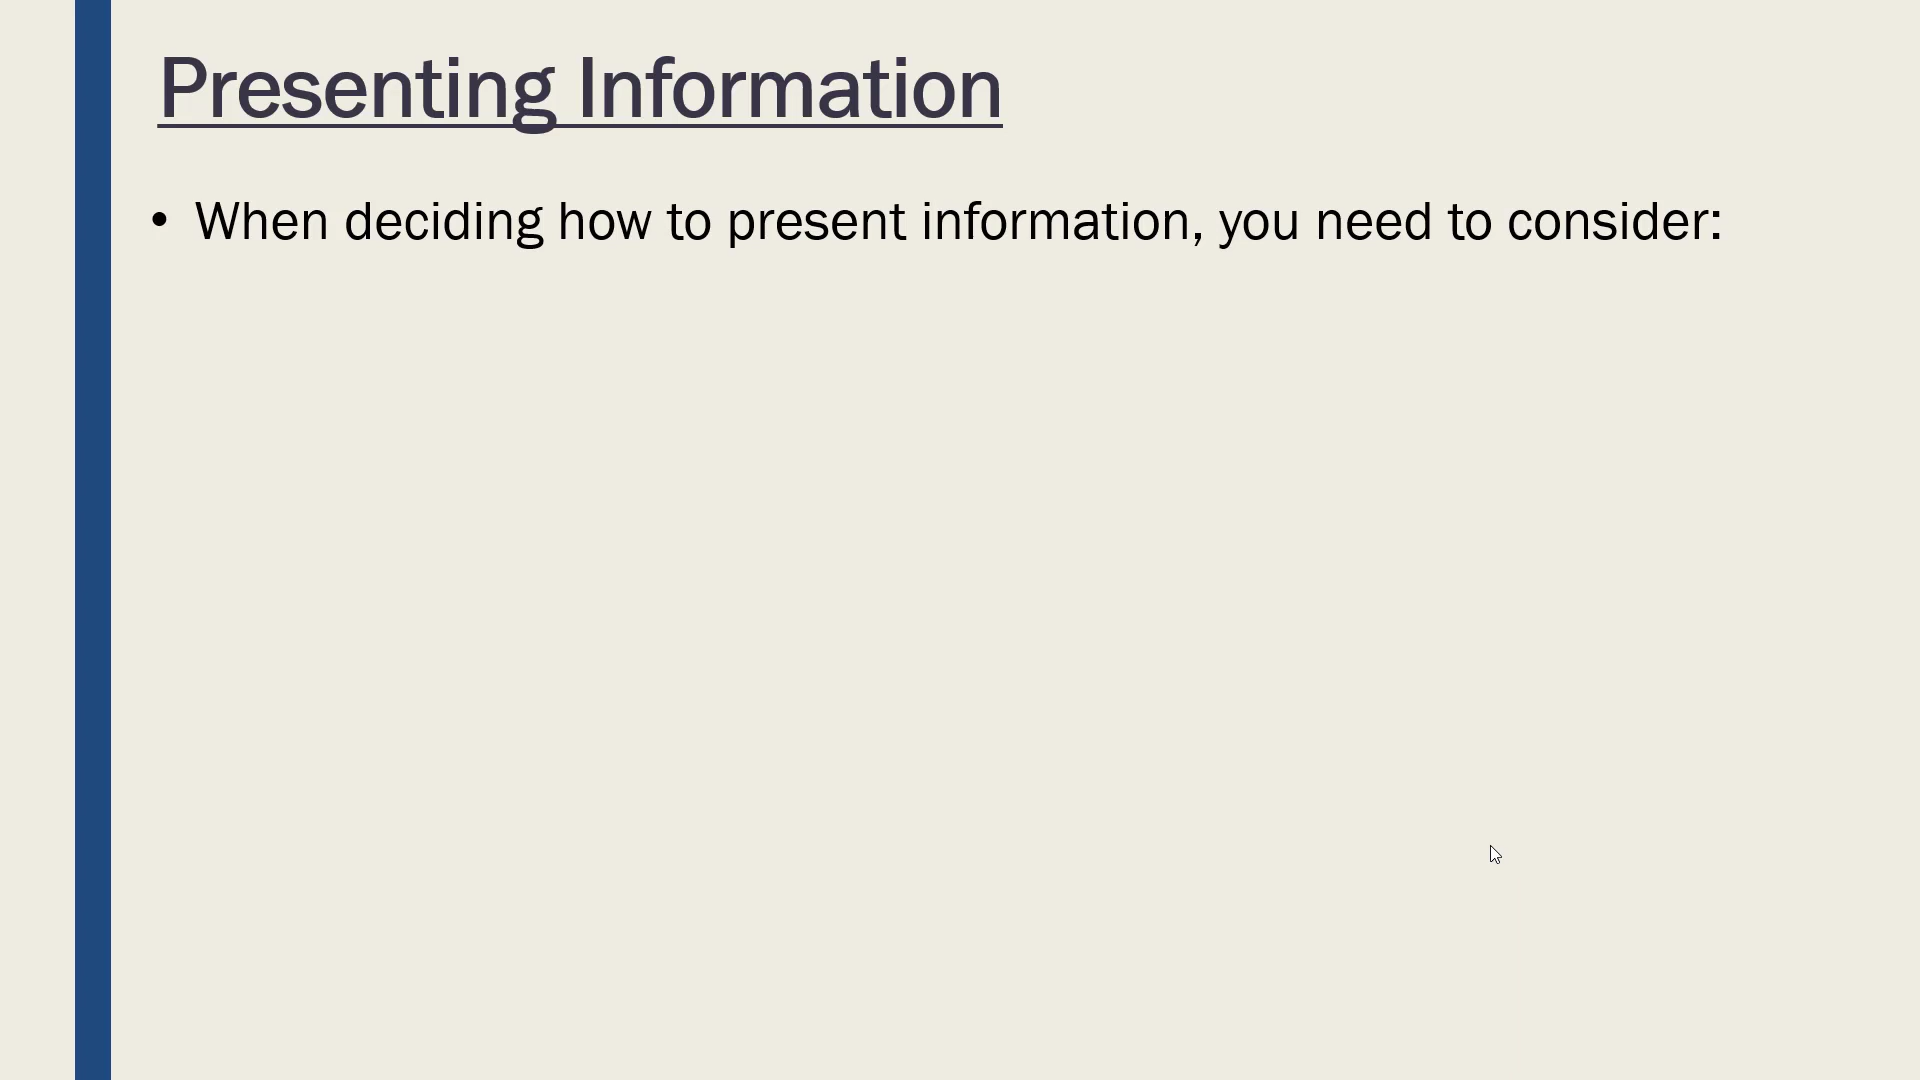 Presenting Information
• When deciding how to present information, you need to consider: